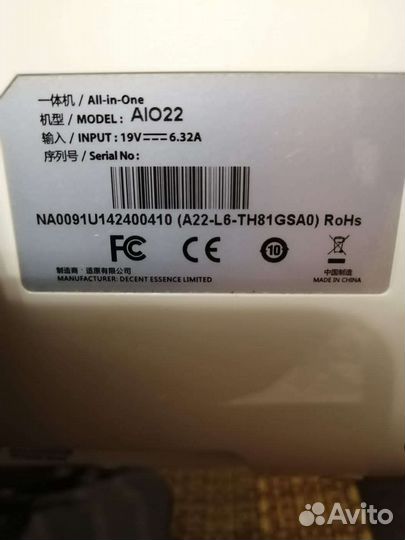 一体机 / All-in-One
机型 / MODEL: AIO22
输入 / INPUT: 19V⎓6.32A
序列号 / Serial No:
NA0091U142400410 (A22-L6-TH81GSA0) RoHs
FC CE 10
制造商：适原有限公司
MANUFACTURER: DECENT ESSENCE LIMITED
中国制造
MADE IN CHINA
Avito